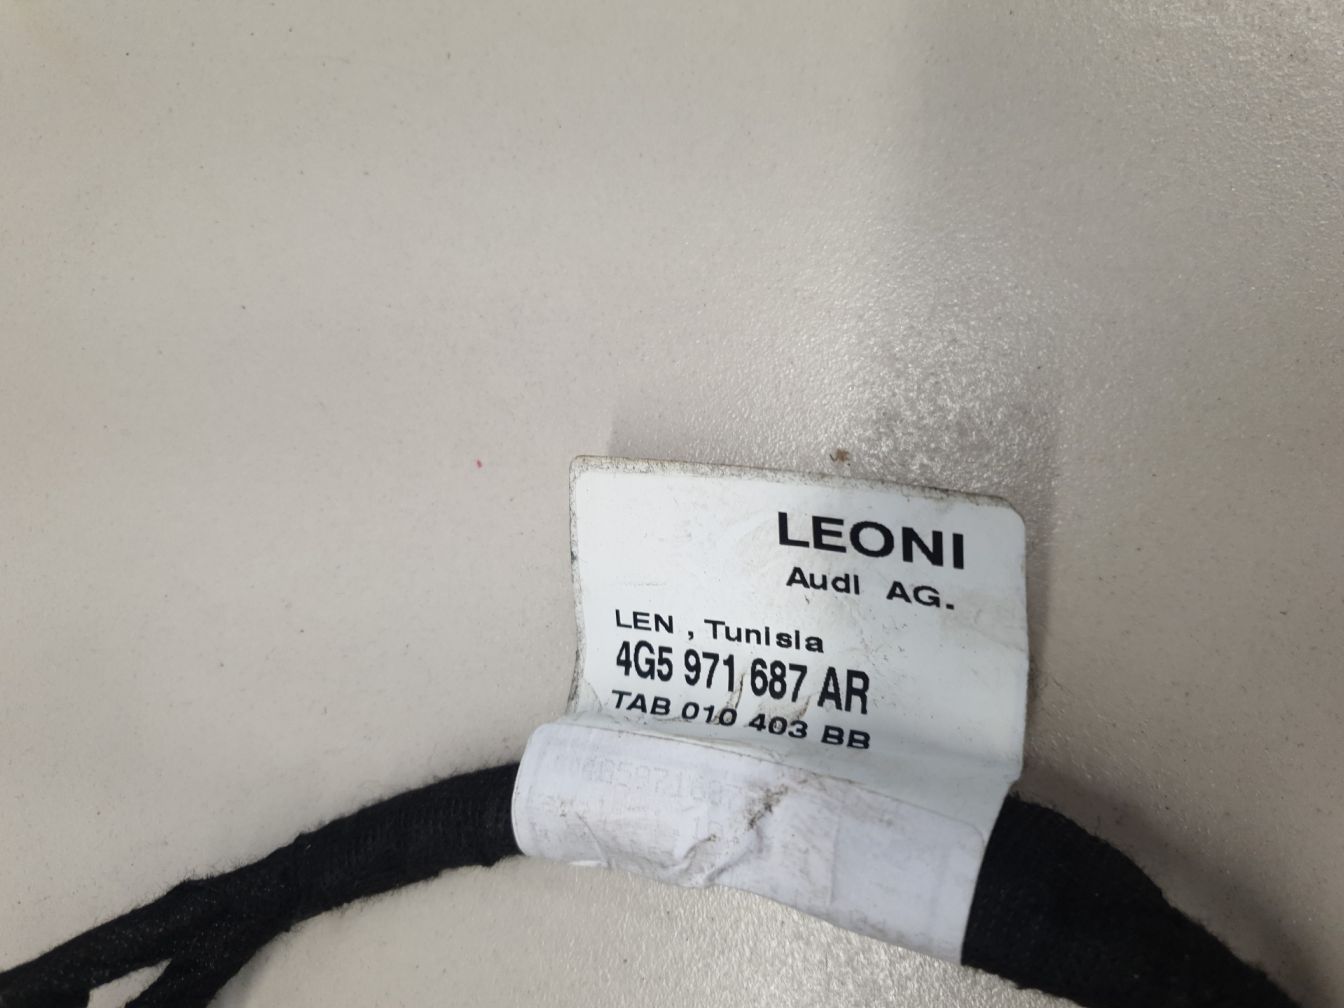 LEONI
Audi AG.
LEN , Tunisia
4G5 971 687 AR
TAB 010 403 BB